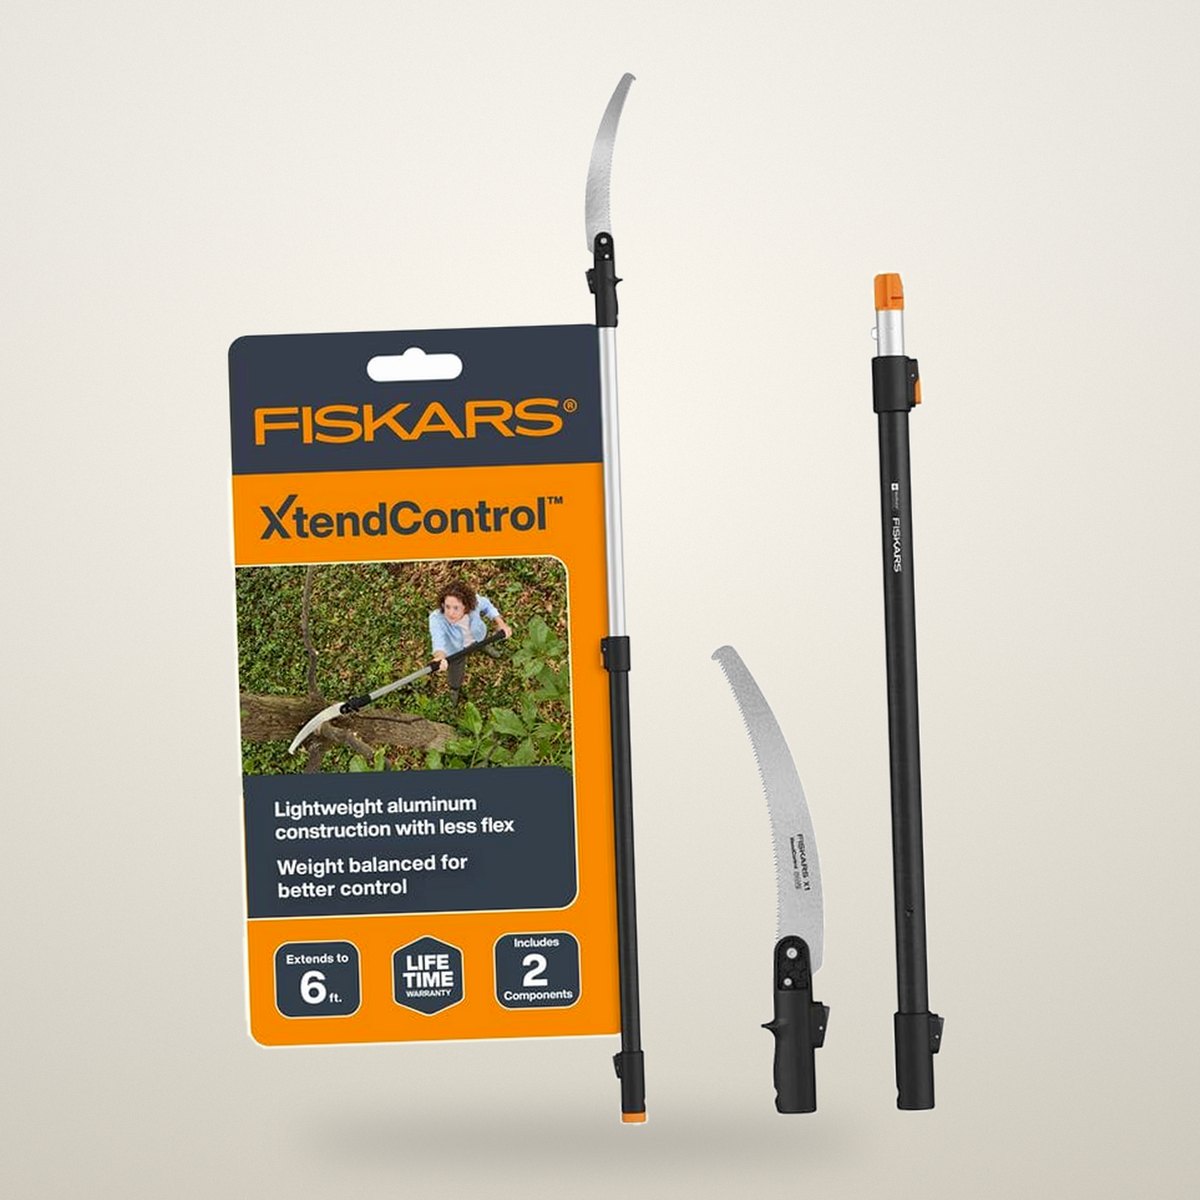 FISKARS®
XtendControl™
Lightweight aluminum
construction with less flex
Weight balanced for
better control
Extends to
6 ft.
LIFE
TIME
WARRANTY
Includes
2
Components
FISKARS X1
XtendControl
FISKARS